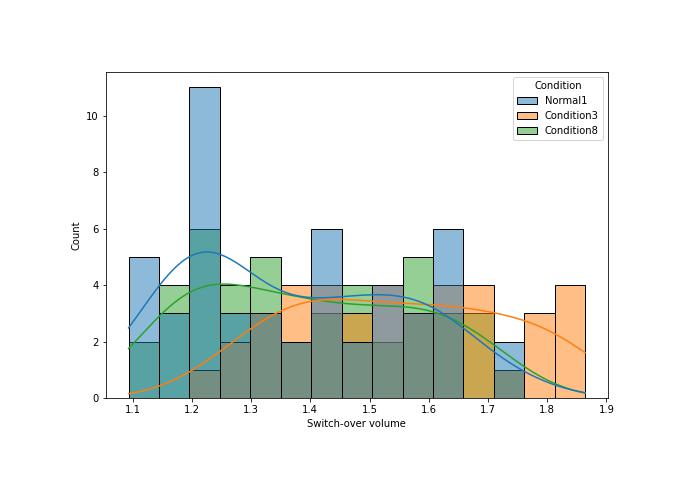 Condition
Normal1
Condition3
Condition8
Count
10
8
6
4
2
0
1.1 1.2 1.3 1.4 1.5 1.6 1.7 1.8 1.9
Switch-over volume